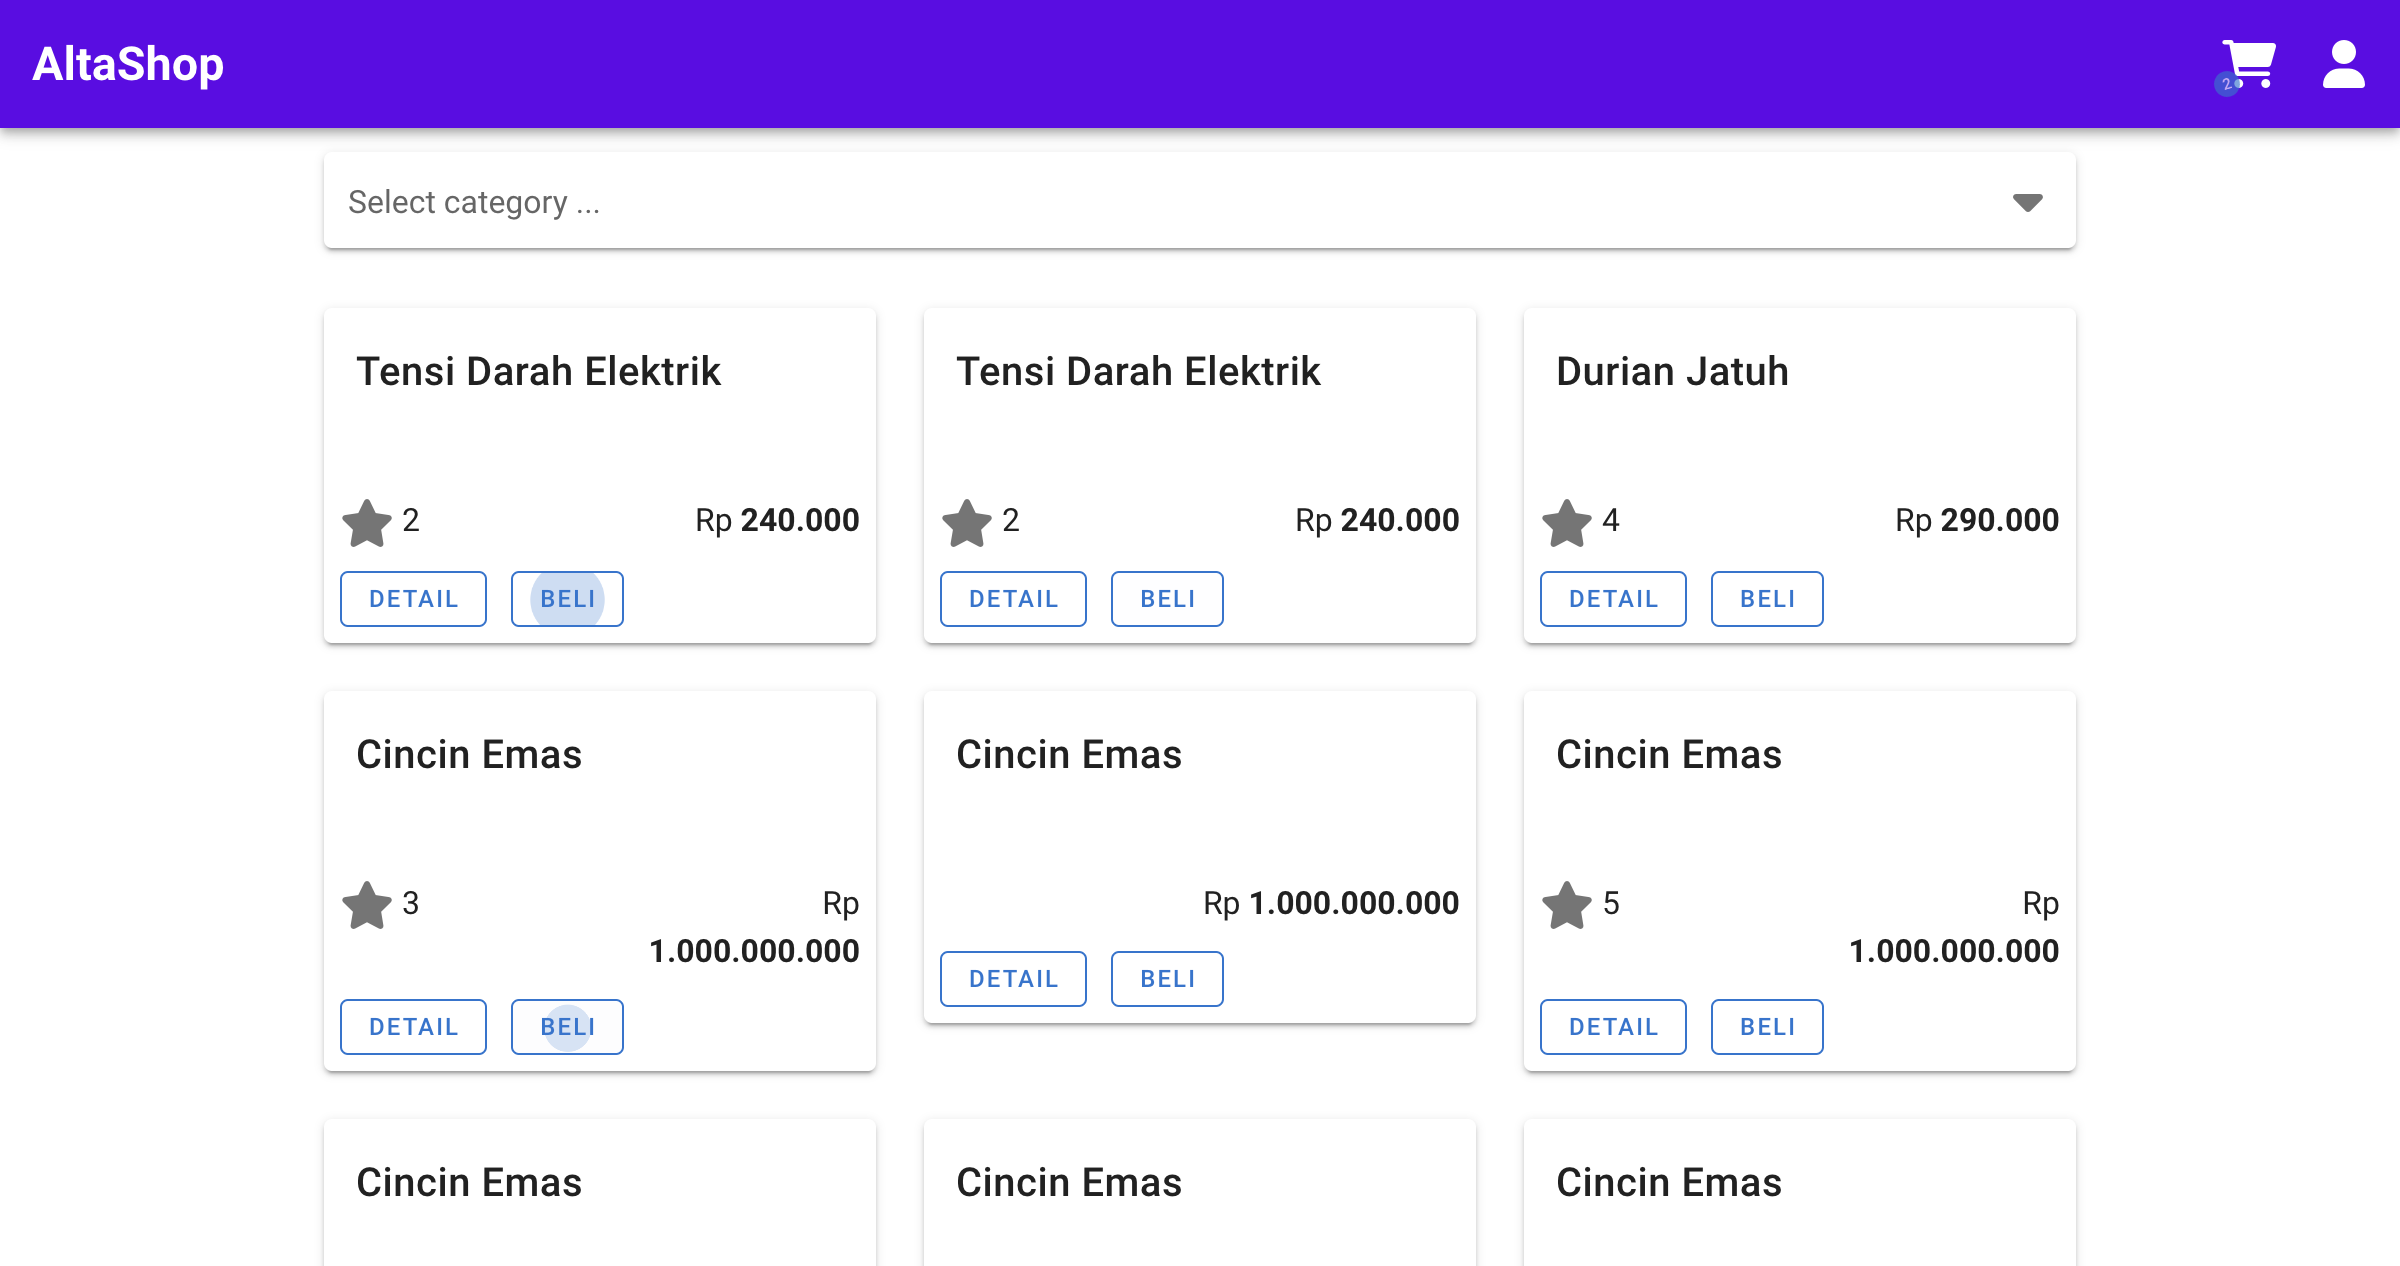 AltaShop
2
Select category ...
Tensi Darah Elektrik
2
Rp 240.000
DETAIL
BELI
Tensi Darah Elektrik
2
Rp 240.000
DETAIL
BELI
Durian Jatuh
4
Rp 290.000
DETAIL
BELI
Cincin Emas
3
Rp
1.000.000.000
DETAIL
BELI
Cincin Emas
Rp 1.000.000.000
DETAIL
BELI
Cincin Emas
5
Rp
1.000.000.000
DETAIL
BELI
Cincin Emas
Cincin Emas
Cincin Emas